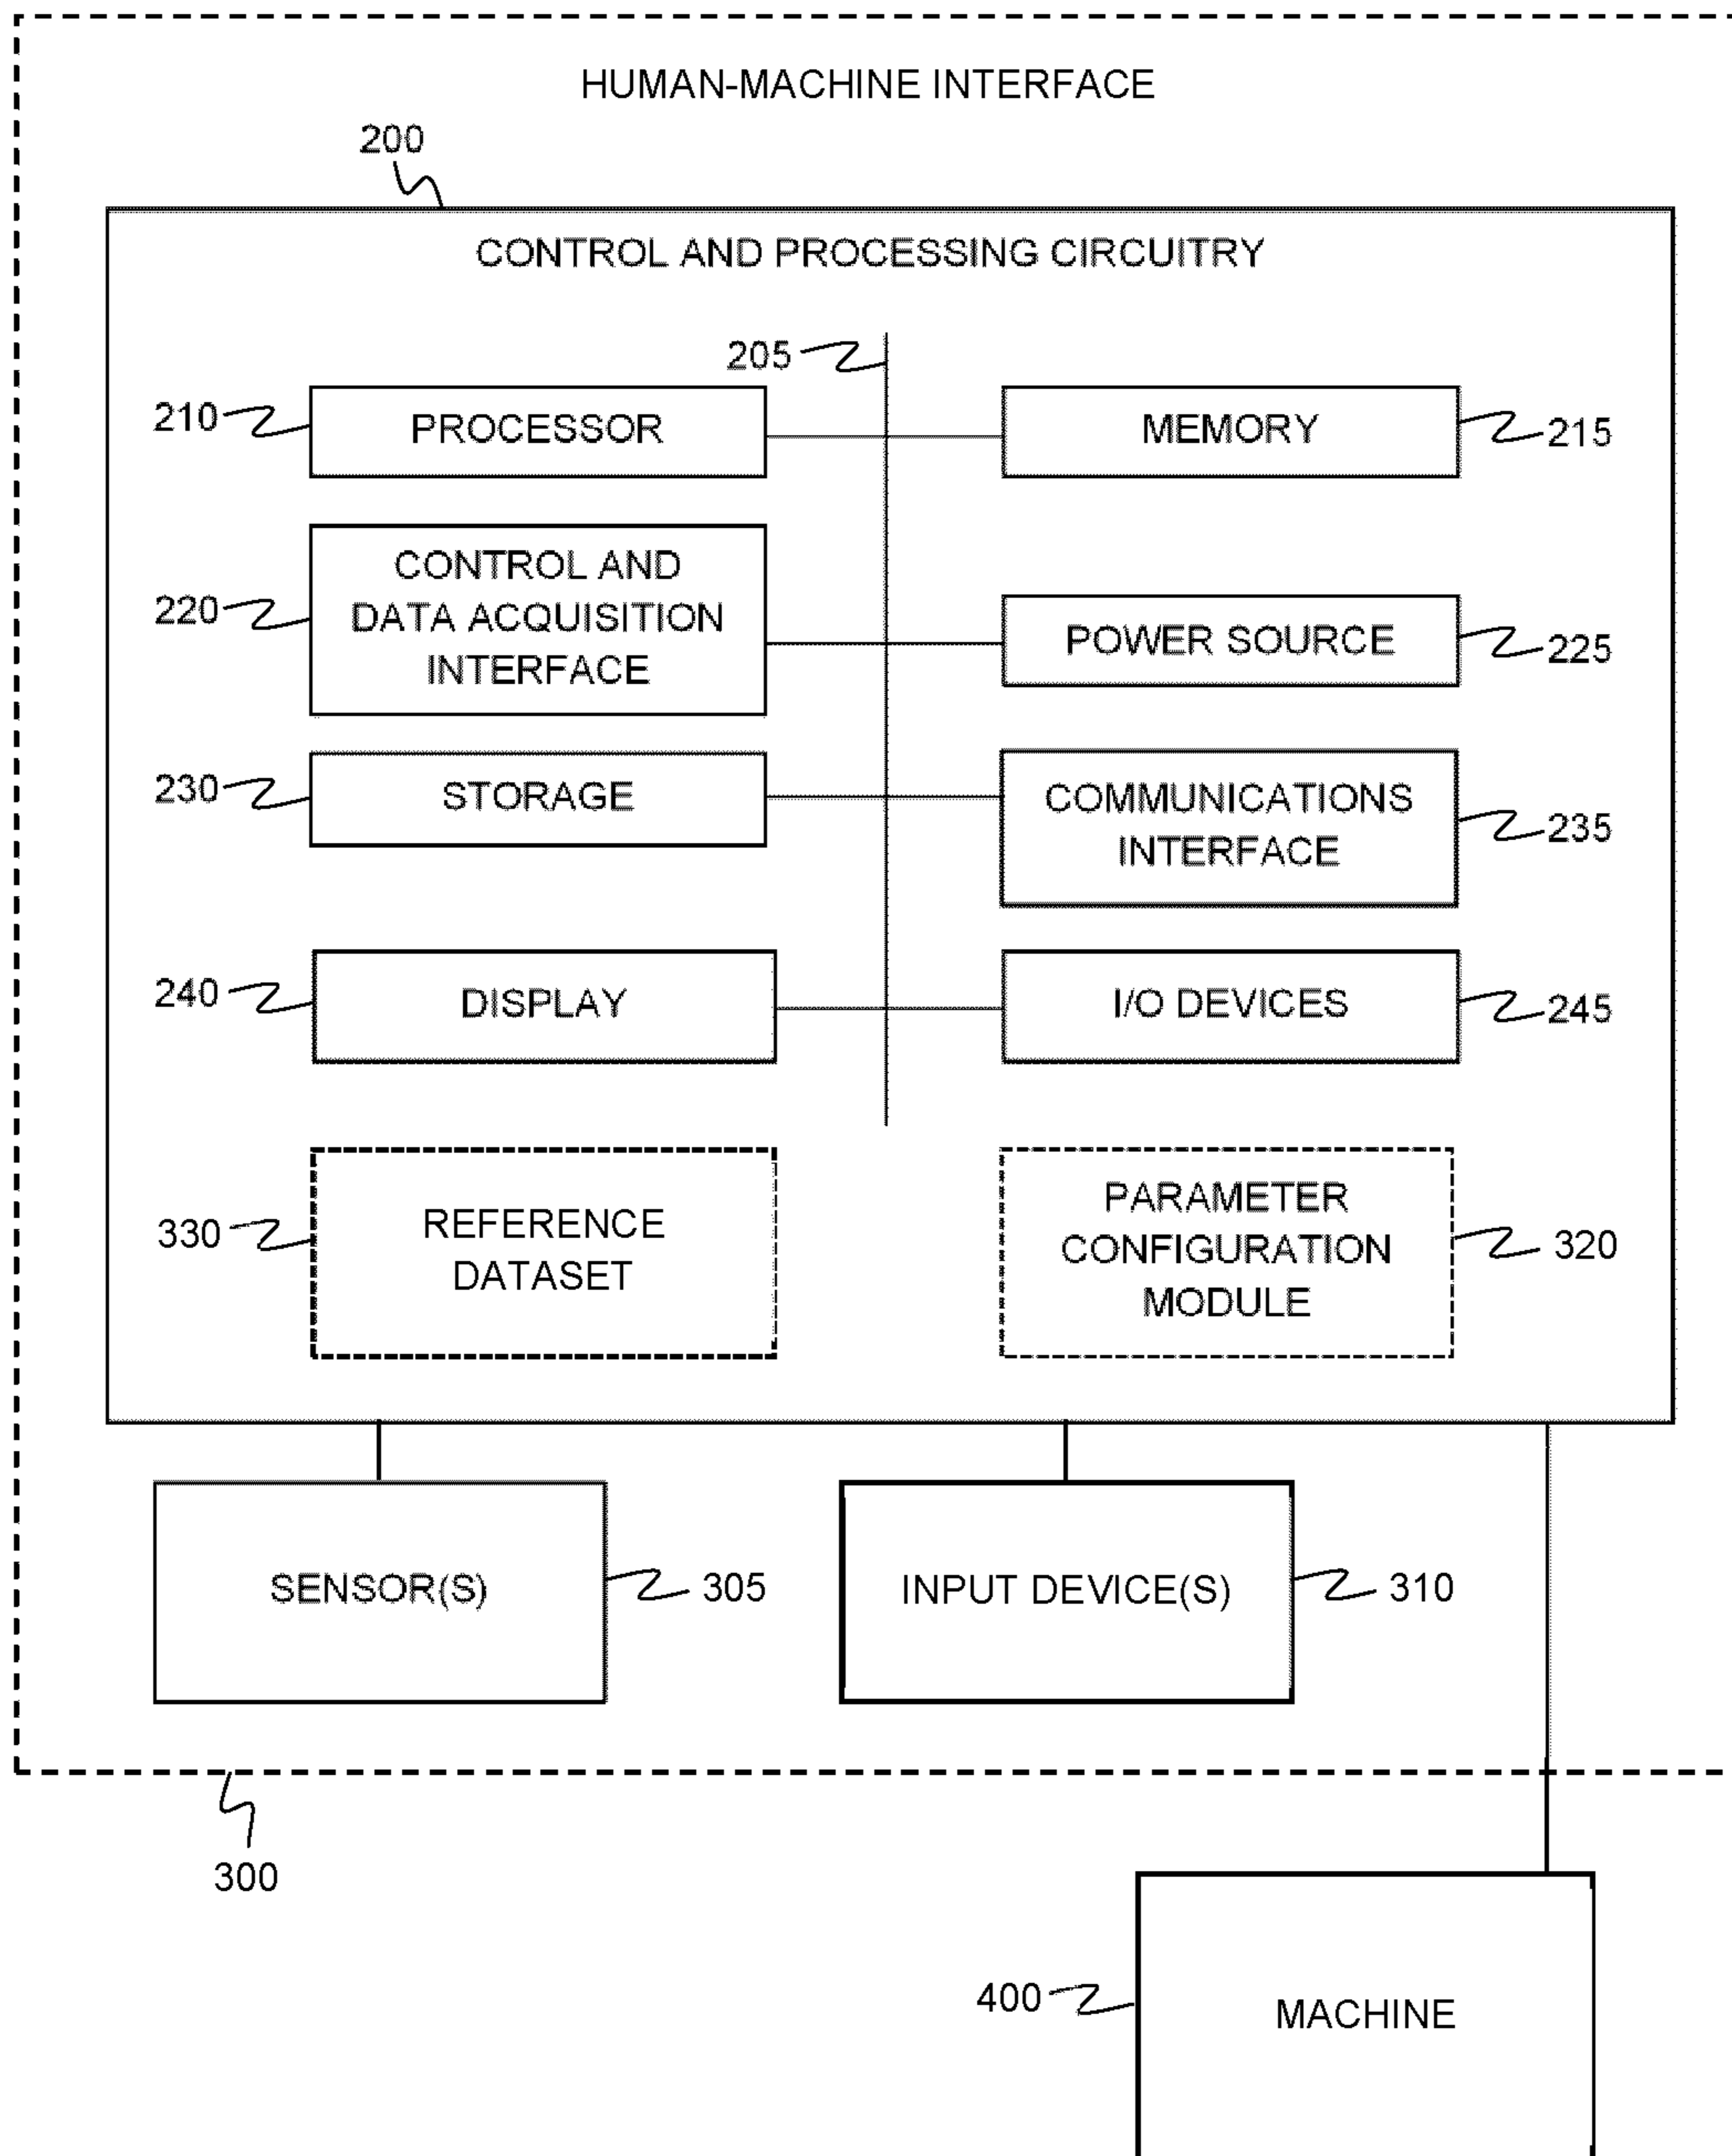 HUMAN-MACHINE INTERFACE
200
CONTROL AND PROCESSING CIRCUITRY
205
210
PROCESSOR
MEMORY
215
220
CONTROL AND
DATA ACQUISITION
INTERFACE
POWER SOURCE
225
230
STORAGE
COMMUNICATIONS
INTERFACE
235
240
DISPLAY
I/O DEVICES
245
330
REFERENCE
DATASET
PARAMETER
CONFIGURATION
MODULE
320
SENSOR(S)
305
INPUT DEVICE(S)
310
300
400
MACHINE